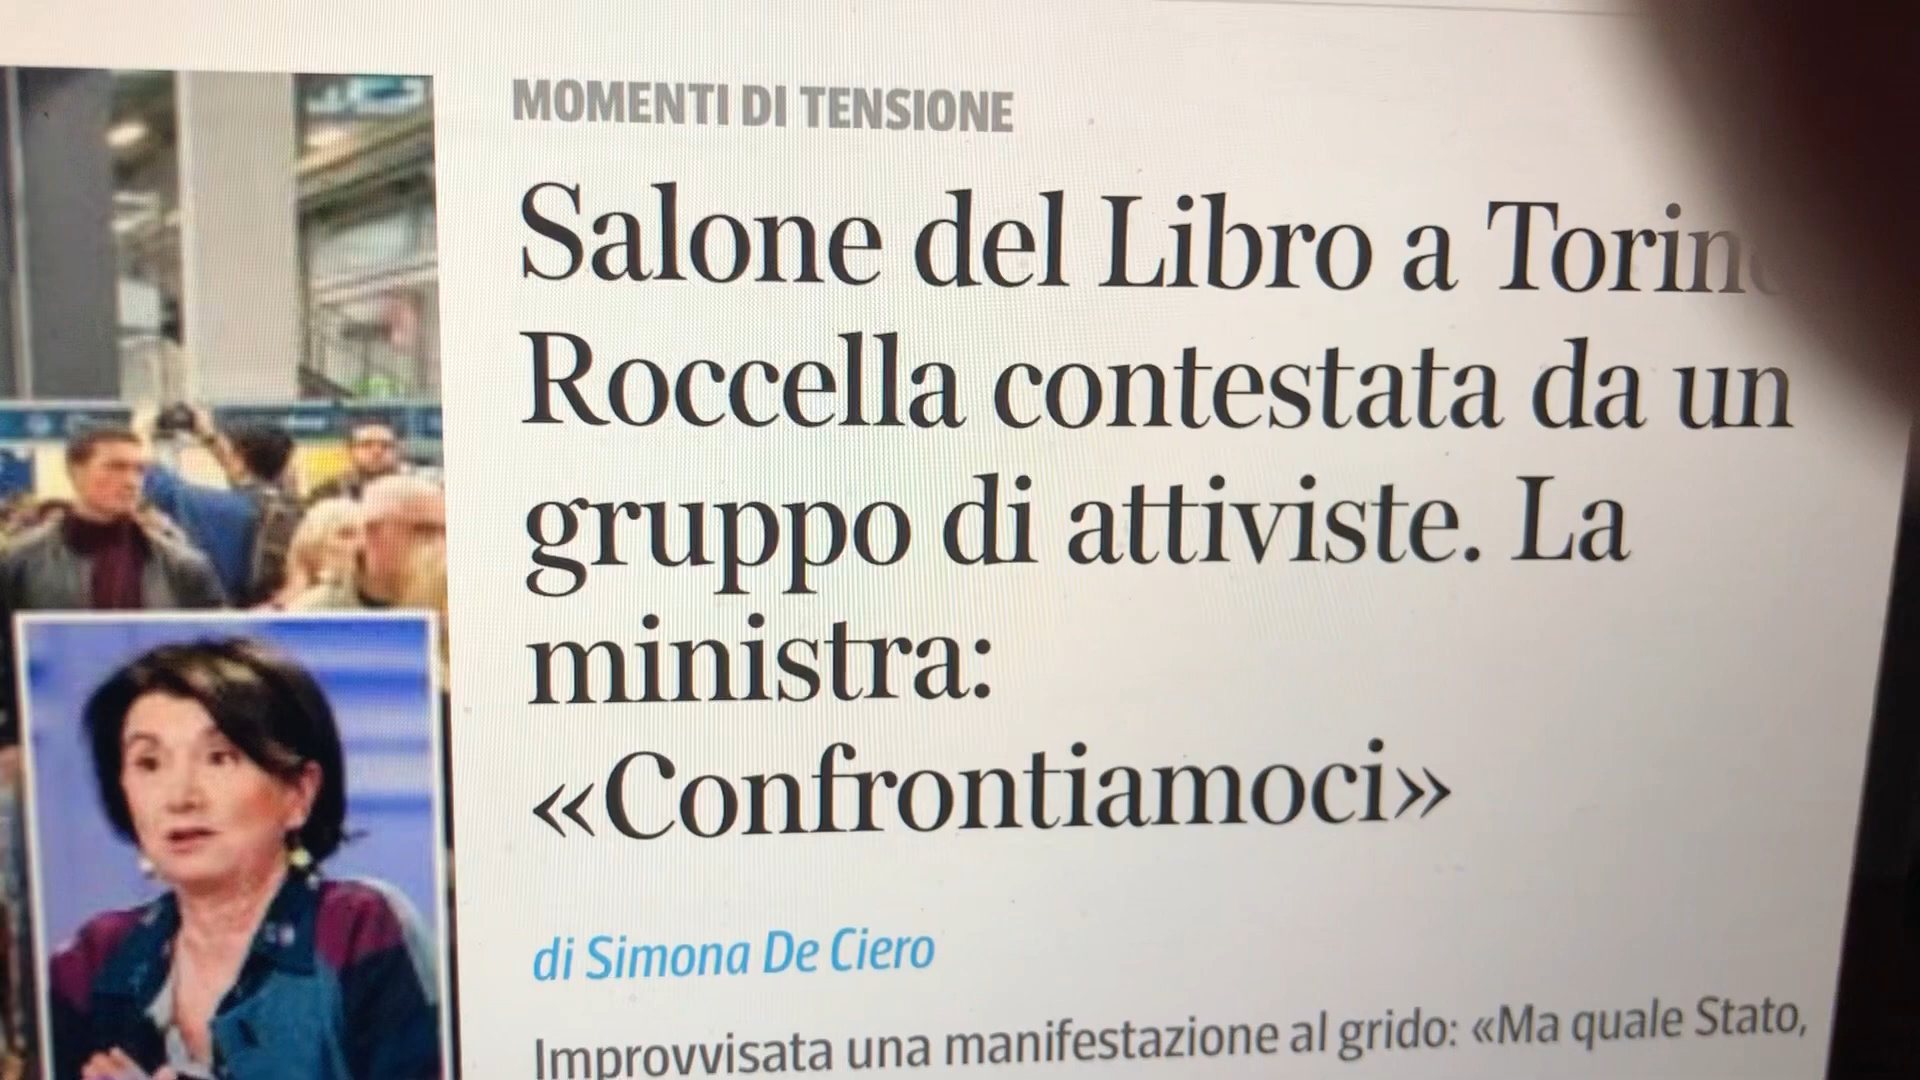 MOMENTI DI TENSIONE
Salone del Libro a Torino
Roccella contestata da un
gruppo di attiviste. La
ministra:
«Confrontiamoci»
di Simona De Ciero
Improvvisata una manifestazione al grido: «Ma quale Stato,